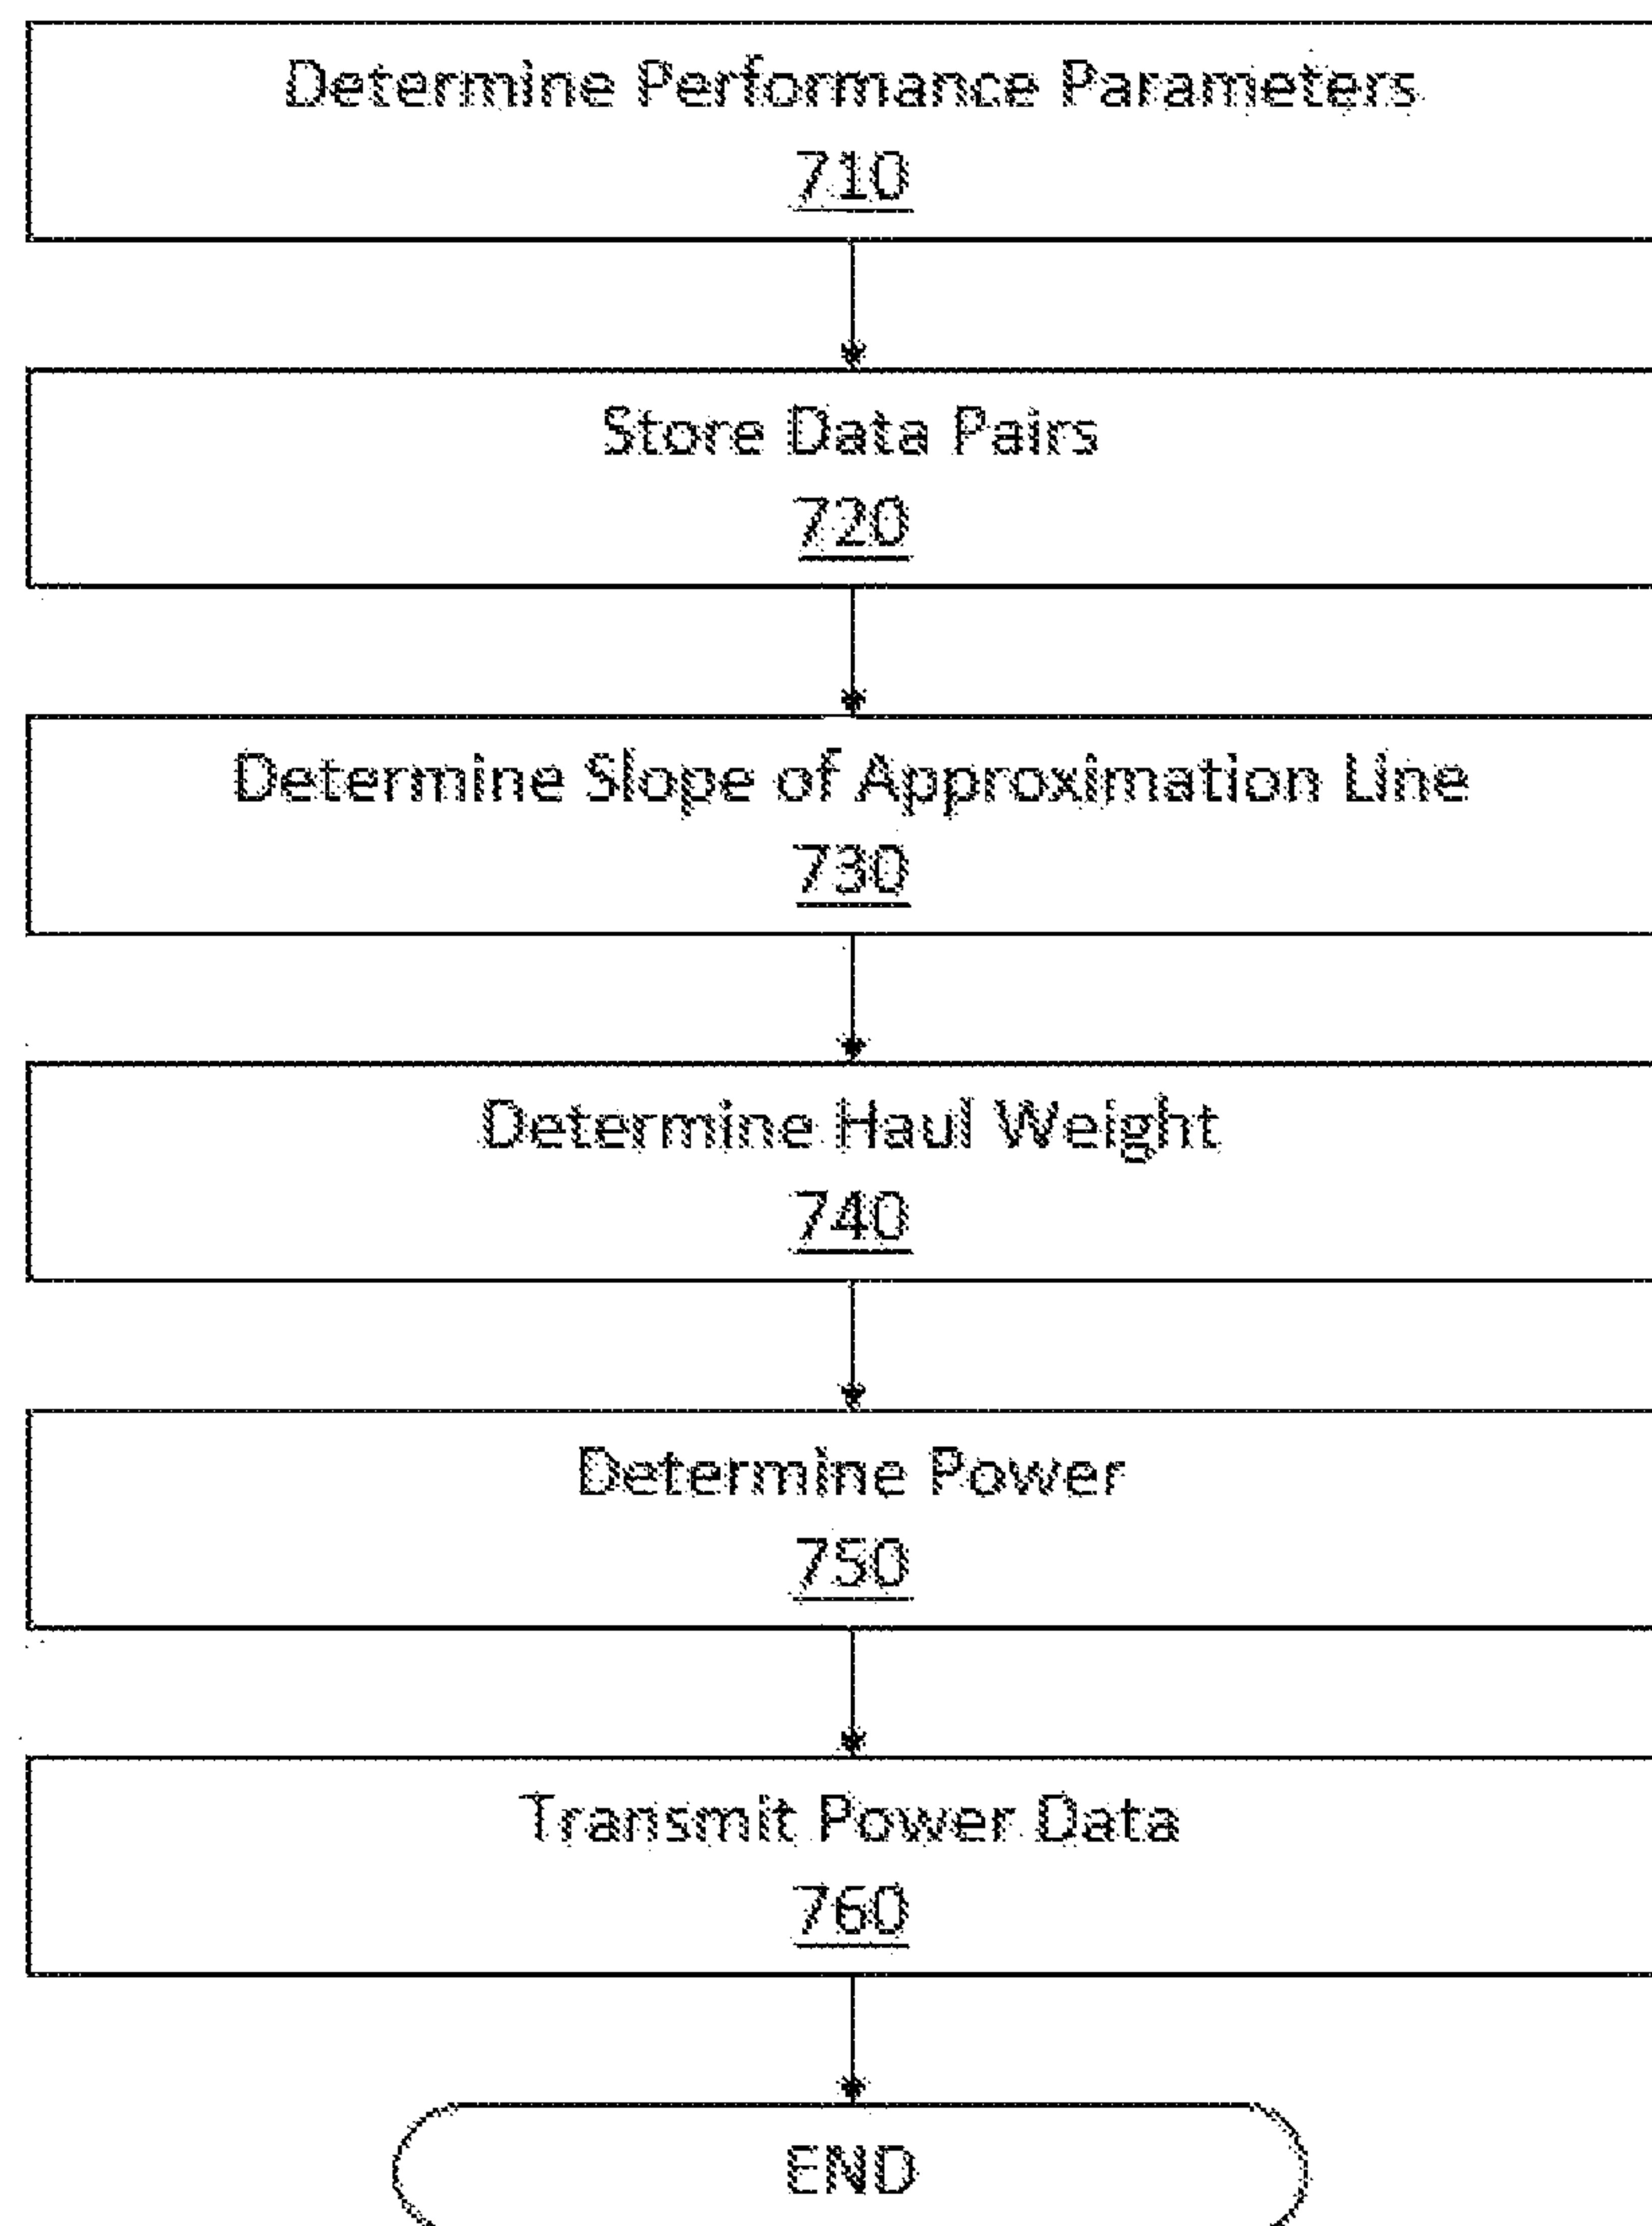 Determine Performance Parameters
710
Store Data Pairs
720
Determine Slope of Approximation Line
730
Determine Haul Weight
740
Determine Power
750
Transmit Power Data
760
END